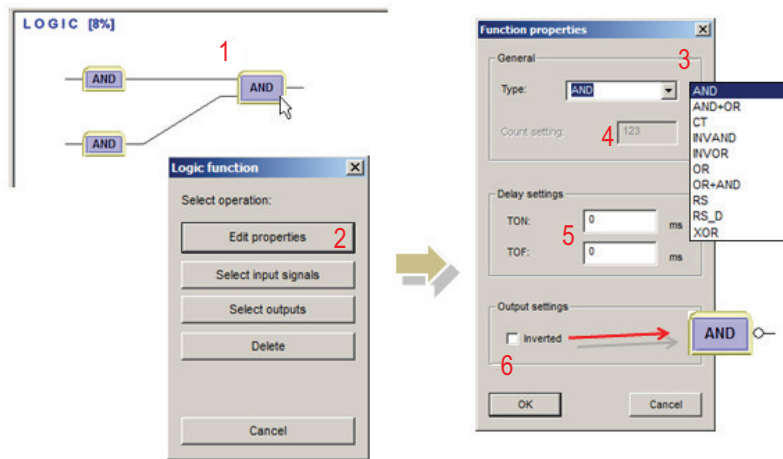 LOGIC [8%]
1
AND
AND
AND
Logic function
Select operation:
Edit properties
2
Select input signals
Select outputs
Delete
Cancel
Function properties
3
General
Type:
AND
Count setting:
4
123
AND
AND+OR
CT
INVAND
INVOR
OR
OR+AND
RS
RS_D
XOR
Delay settings
TON:
0
ms
5
TOF:
0
ms
Output settings
Inverted
AND
6
OK
Cancel